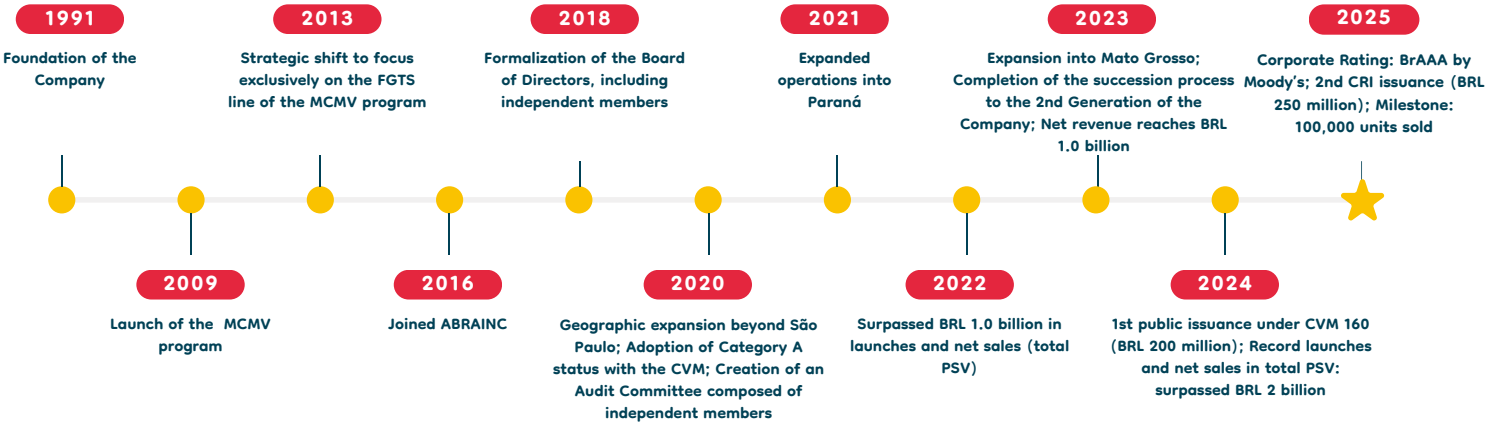 1991
Foundation of the
Company
2013
Strategic shift to focus
exclusively on the FGTS
line of the MCMV program
2018
Formalization of the Board
of Directors, including
independent members
2021
Expanded
operations into
Paraná
2023
Expansion into Mato Grosso;
Completion of the succession process
to the 2nd Generation of the
Company; Net revenue reaches BRL
1.0 billion
2025
Corporate Rating: BrAAA by
Moody's; 2nd CRI issuance (BRL
250 million); Milestone:
100,000 units sold
2009
Launch of the MCMV
program
2016
Joined ABRAINC
2020
Geographic expansion beyond São
Paulo; Adoption of Category A
status with the CVM; Creation of an
Audit Committee composed of
independent members
2022
Surpassed BRL 1.0 billion in
launches and net sales (total
PSV)
2024
1st public issuance under CVM 160
(BRL 200 million); Record launches
and net sales in total PSV:
surpassed BRL 2 billion